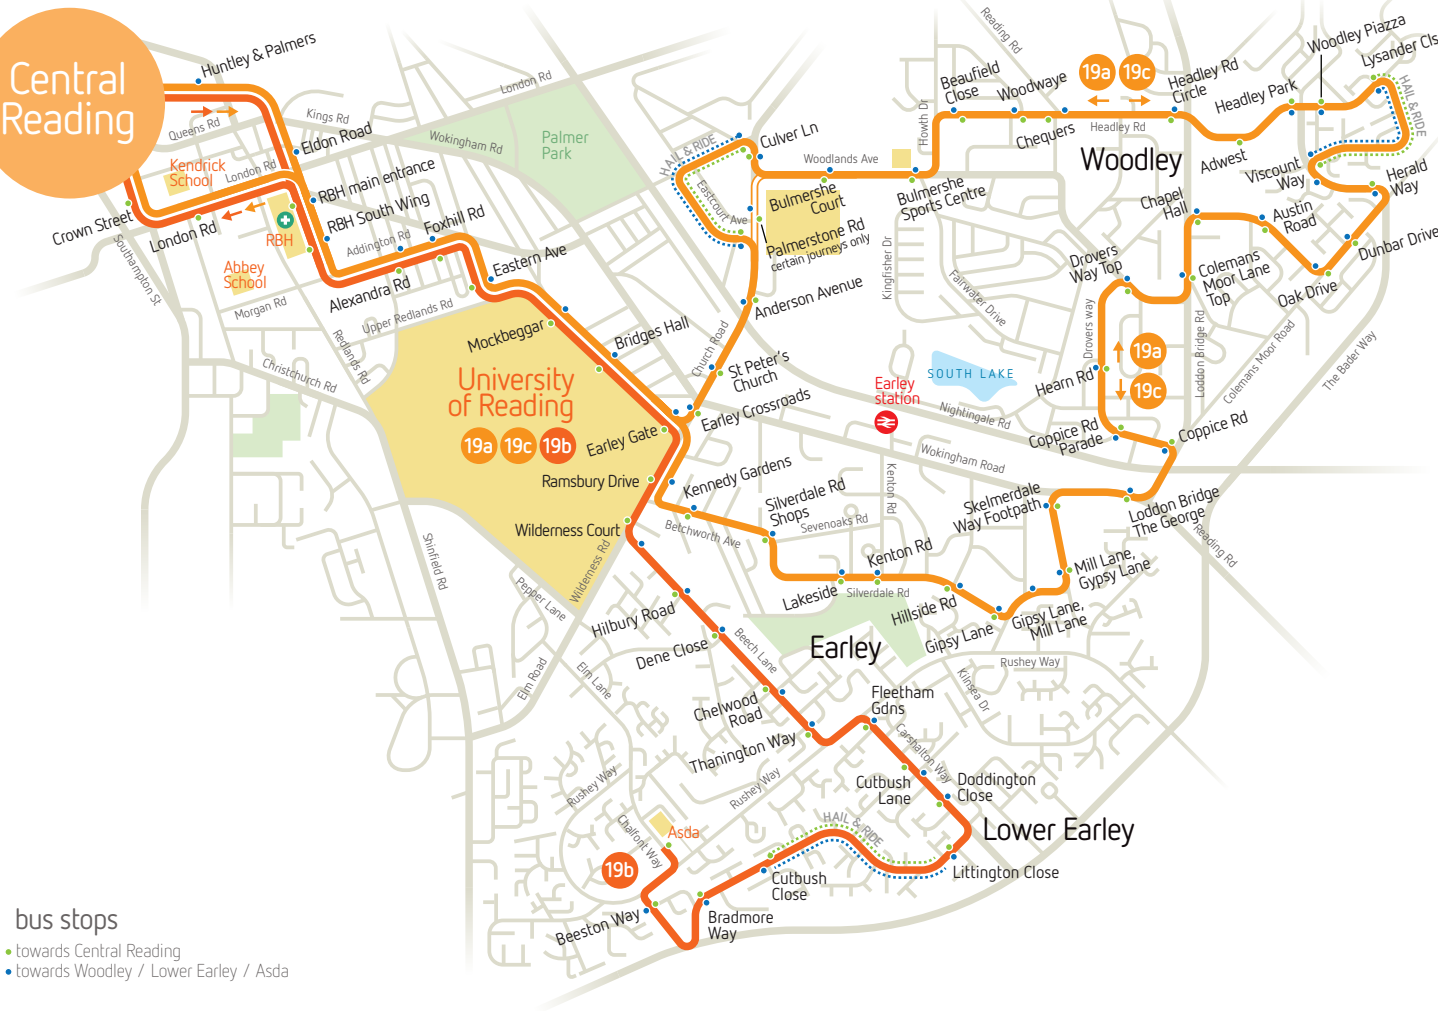 Central
Reading
Huntley & Palmers
Queens Rd
Kings Rd
Eldon Road
London Rd
Wokingham Rd
Palmer
Park
Kendrick
School
London Rd
RBH main entrance
RBH South Wing
Foxhill Rd
Addington Rd
Eastern Ave
Crown Street
London Rd
RBH
Southampton St
Abbey
School
Morgan Rd
Alexandra Rd
Upper Redlands Rd
Redlands Rd
Christchurch Rd
Mockbeggar
Bridges Hall
University
of Reading
19a
19c
19b
Earley Gate
Ramsbury Drive
Wilderness Court
Wilderness Rd
Pepper Lane
Shinfield Rd
Elm Road
Elm Lane
HAIL & RIDE
Eastcourt Ave
Culver Ln
Woodlands Ave
Bulmershe
Court
Palmerstone Rd
certain journeys only
Bulmershe
Sports Centre
Anderson Avenue
Church Road
St Peter's
Church
Earley Crossroads
Kennedy Gardens
Betchworth Ave
Silverdale Rd
Shops
Sevenoaks Rd
Kenton Rd
Kenton Rd
Lakeside
Silverdale Rd
Hillside Rd
Gipsy Lane
Gipsy Lane,
Mill Lane
Mill Lane,
Gypsy Lane
Skelmerdale
Way Footpath
Loddon Bridge
The George
Reading Rd
Coppice Rd
Coppice Rd
Parade
Hearn Rd
Drovers way
Drovers
Way Top
19a
19c
Loddon Bridge Rd
Colemans Moor Road
The Bader Way
Colemans
Moor Lane
Top
Chapel
Hall
Austin
Road
Oak Drive
Dunbar Drive
Herald
Way
Viscount
Way
HAIL & RIDE
Lysander Cls
Woodley Piazza
Headley Park
Adwest
Headley Rd
Circle
19a
19c
Headley Rd
Woodley
Chequers
Woodwaye
Beaufield
Close
Reading Rd
Howth Dr
Kingfisher Dr
Fairwater Drive
SOUTH LAKE
Earley
station
Nightingale Rd
Wokingham Road
Earley
Rushey Way
Kilnsea Dr
Hilbury Road
Dene Close
Beech Lane
Chelwood
Road
Thanington Way
Fleetham
Gdns
Carshalton Way
Cutbush
Lane
Doddington
Close
Lower Earley
Littington Close
HAIL & RIDE
Cutbush
Close
Bradmore
Way
Beeston Way
19b
Asda
Chalfont Way
Rushey Way
Rushey Way
bus stops
towards Central Reading
towards Woodley / Lower Earley / Asda